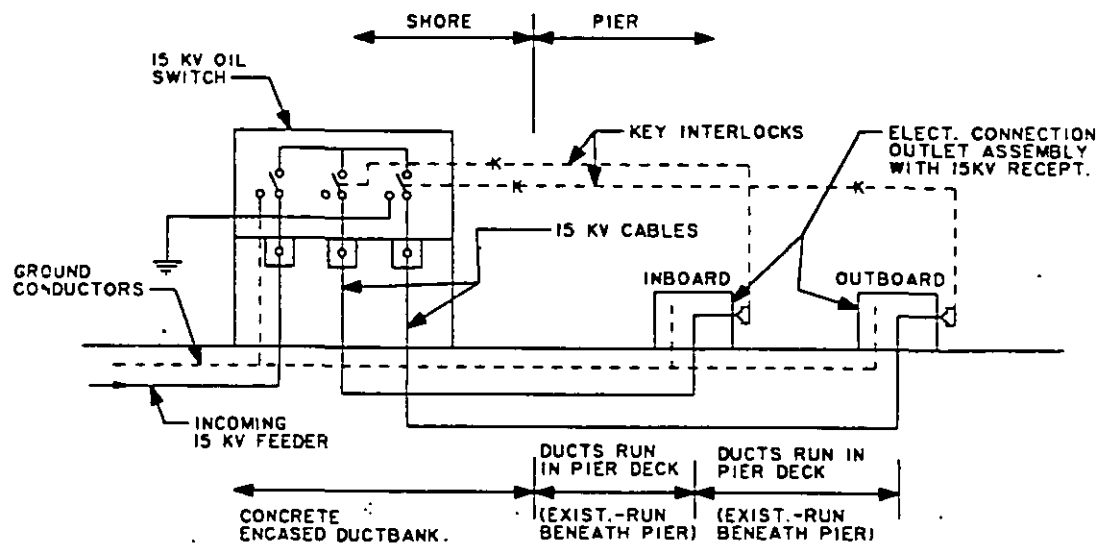 SHORE
PIER
15 KV OIL
SWITCH
KEY INTERLOCKS
ELECT. CONNECTION
OUTLET ASSEMBLY
WITH 15KV RECEPT.
15 KV CABLES
GROUND
CONDUCTORS
INBOARD
OUTBOARD
INCOMING
15 KV FEEDER
DUCTS RUN
IN PIER DECK
DUCTS RUN IN
PIER DECK
CONCRETE
ENCASED DUCTBANK.
(EXIST.-RUN
BENEATH PIER)
(EXIST.-RUN
BENEATH PIER)